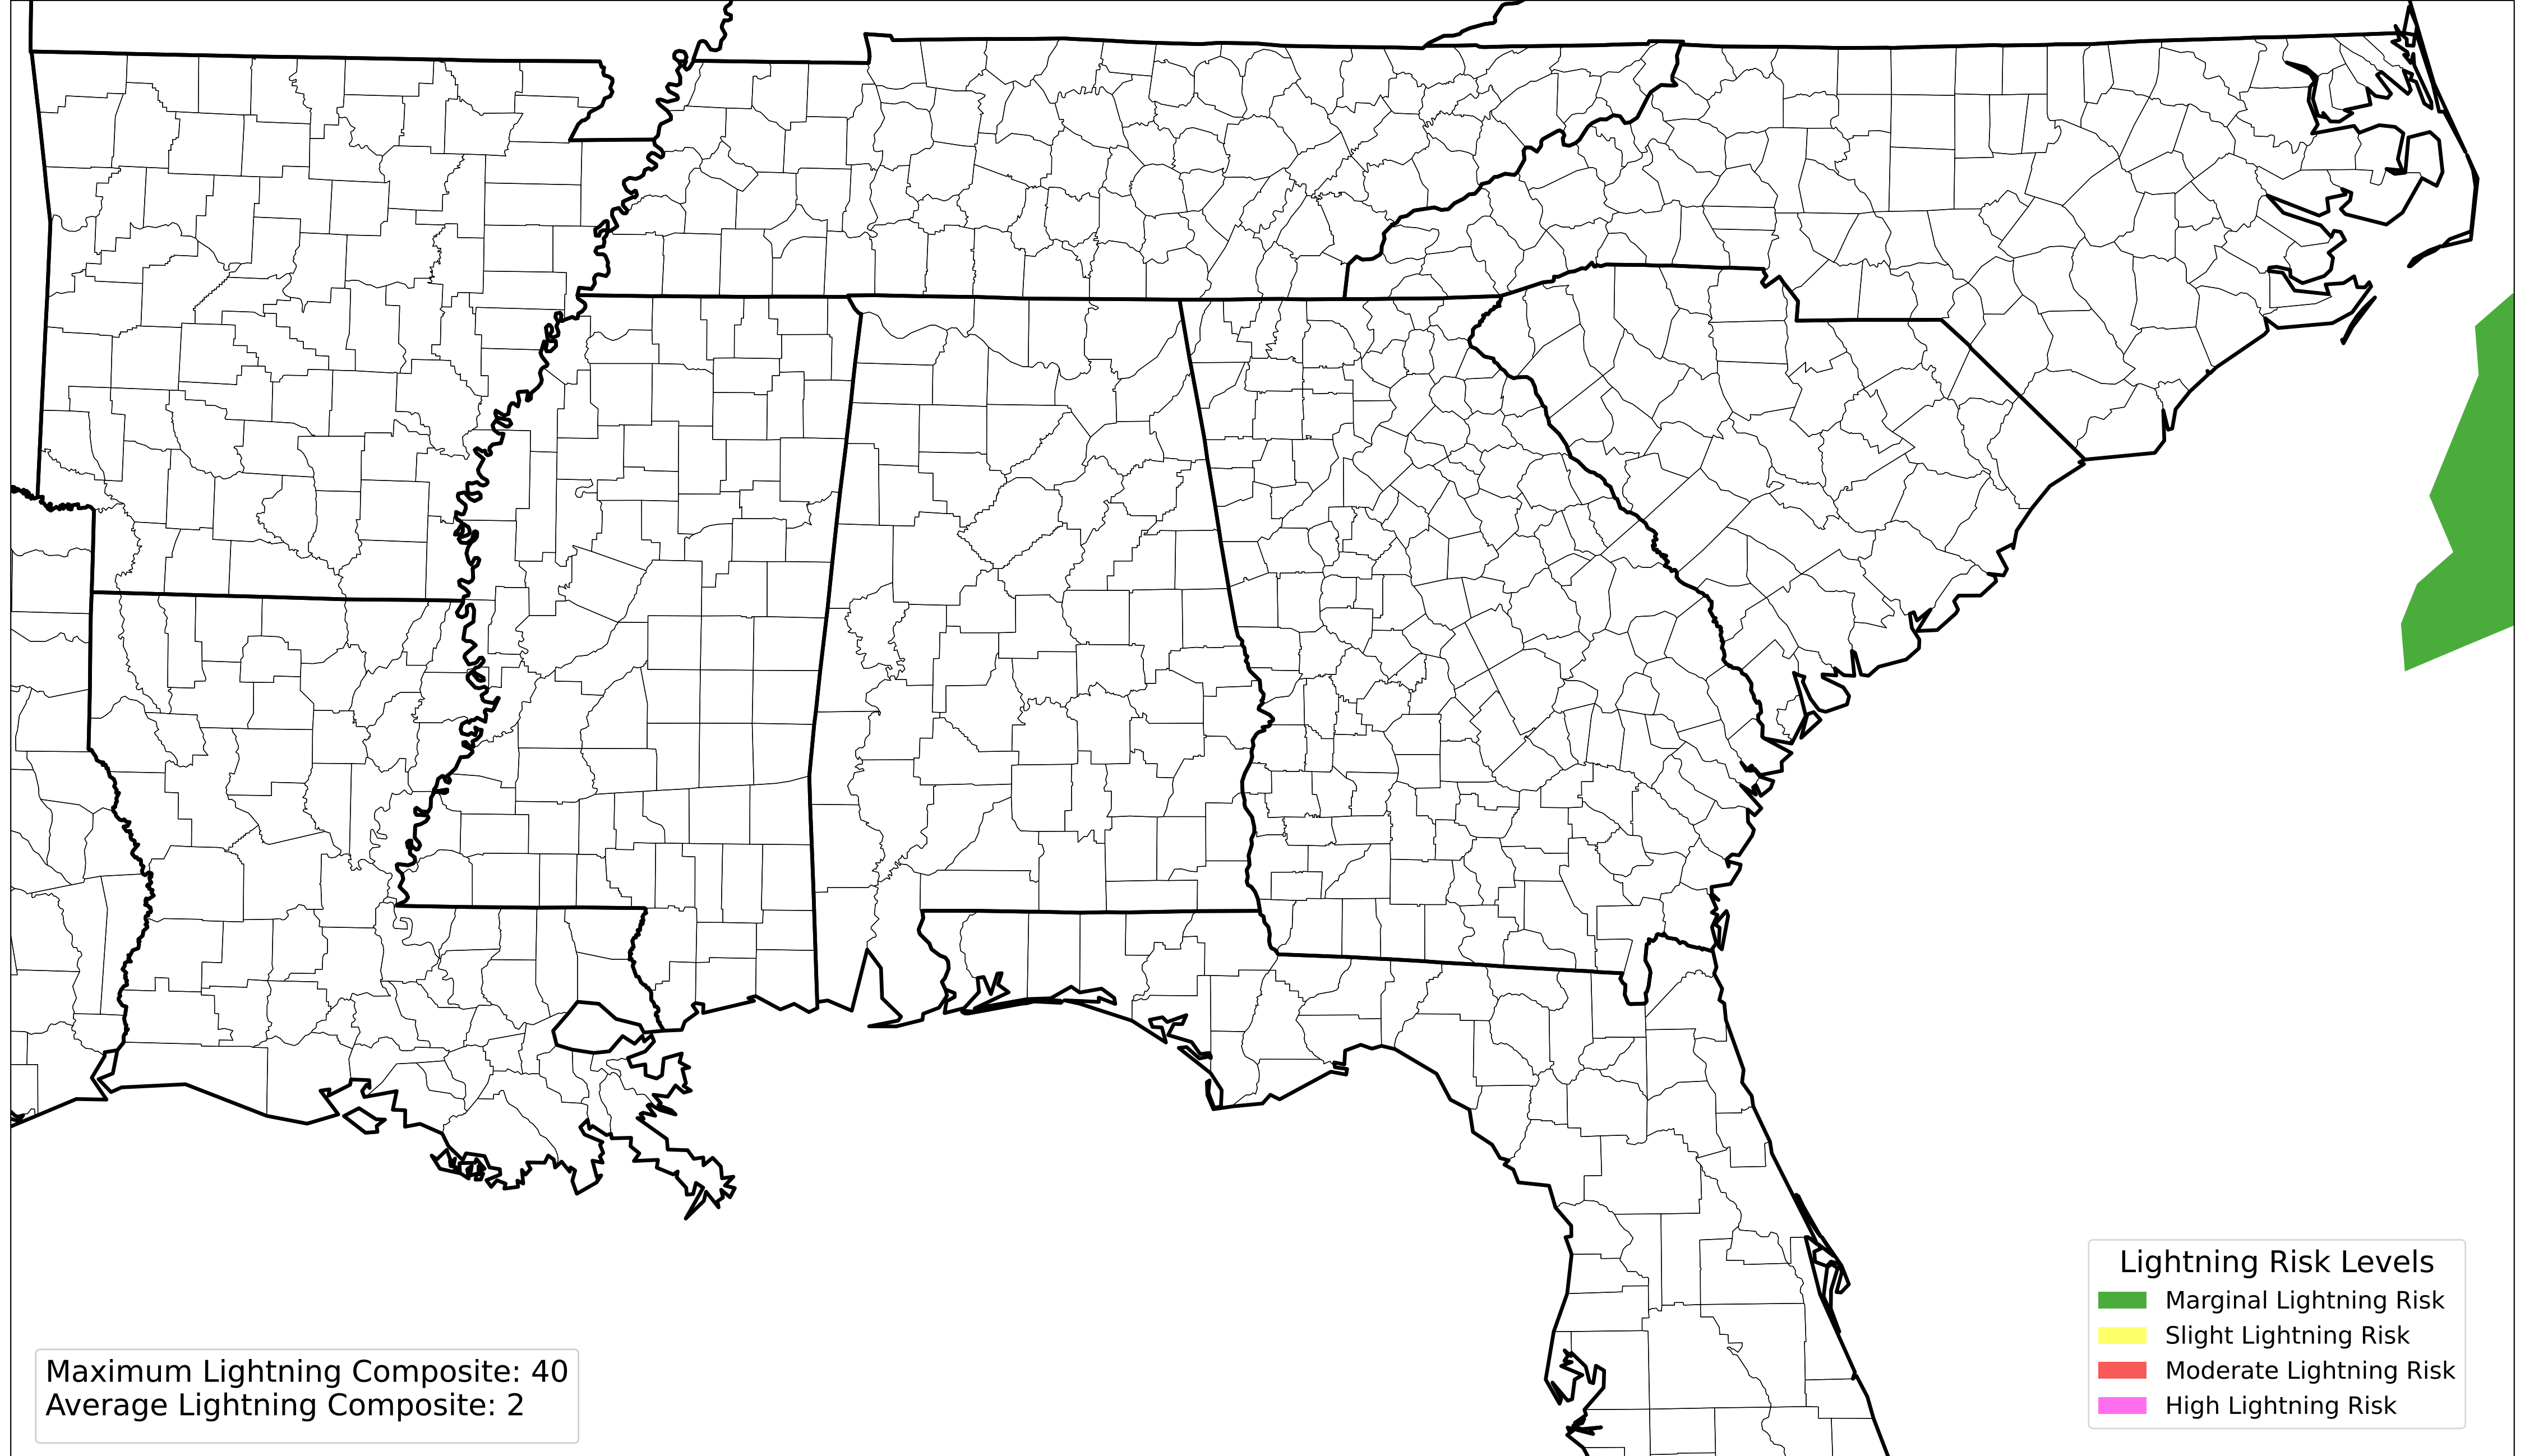 Lightning Risk Levels
Marginal Lightning Risk
Slight Lightning Risk
Moderate Lightning Risk
High Lightning Risk
Maximum Lightning Composite: 40
Average Lightning Composite: 2